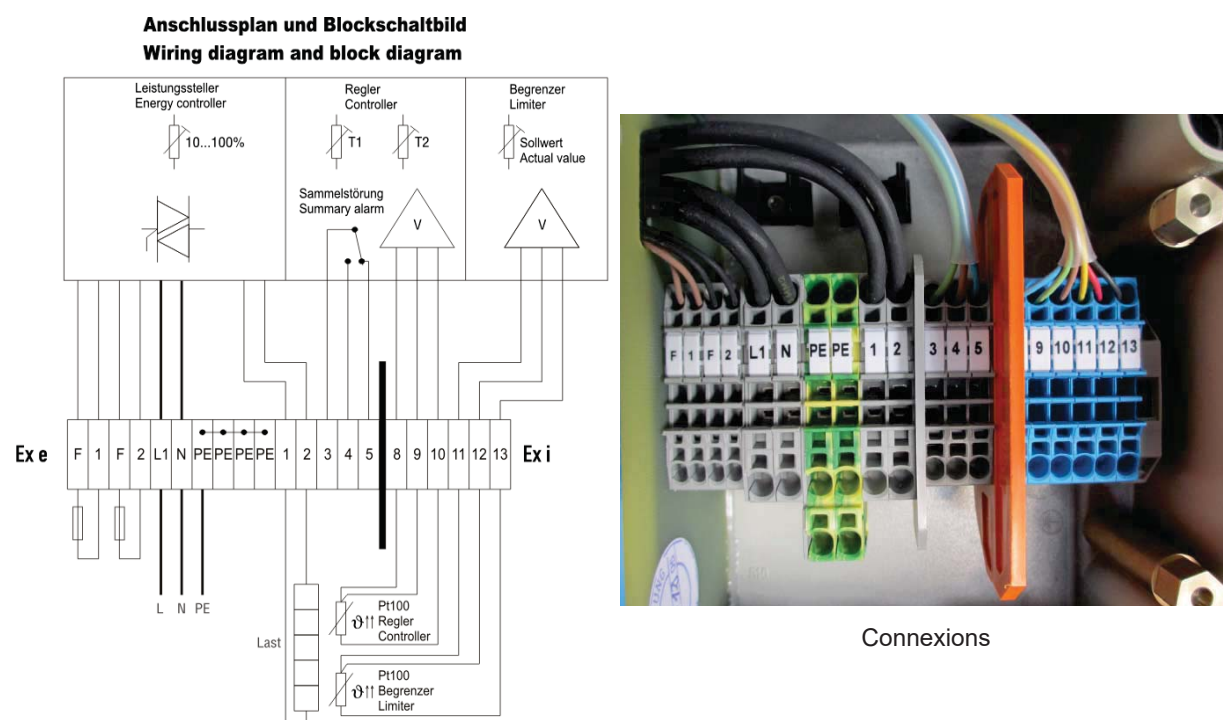 Anschlussplan und Blockschaltbild
Wiring diagram and block diagram
Leistungssteller
Energy controller
10...100%
Regler
Controller
T1
T2
Sammelstörung
Summary alarm
V
Begrenzer
Limiter
Sollwert
Actual value
V
Ex e
F 1 F 2 L1 N PE PE PE PE 1 2 3 4 5 8 9 10 11 12 13
Ex i
L N PE
Last
ϑ↑↑
Pt100
Regler
Controller
ϑ↑↑
Pt100
Begrenzer
Limiter
F 1 F 2 L1 N PE PE 1 2 3 4 5 9 10 11 12 13
Connexions